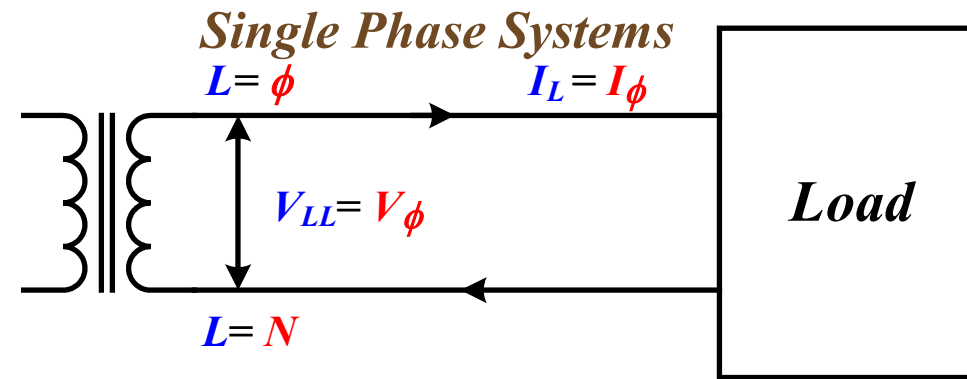 Single Phase Systems
L= ϕ
I_L = I_ϕ
V_LL= V_ϕ
Load
L= N